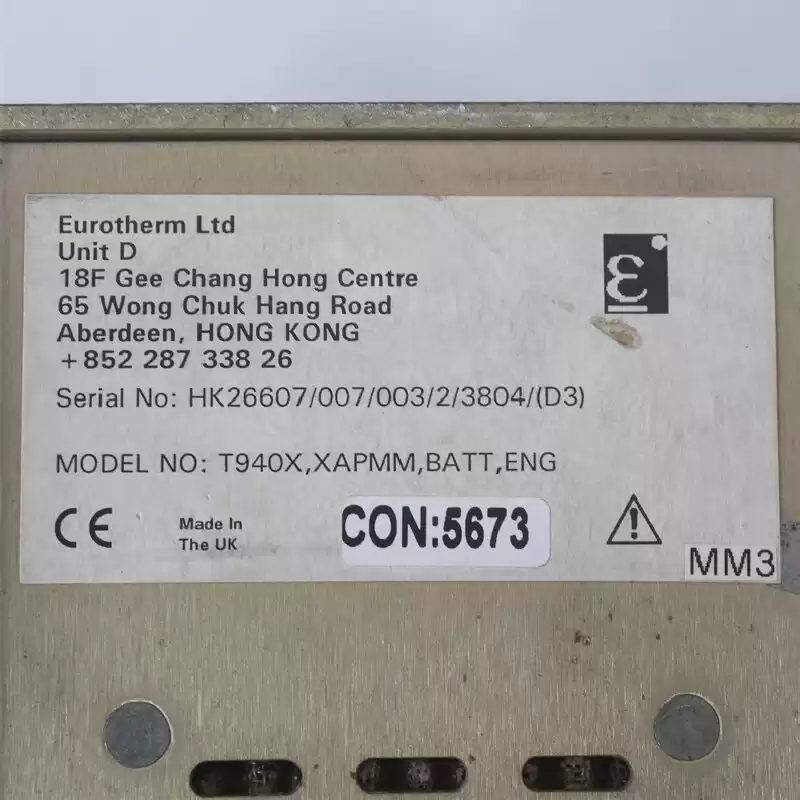 Eurotherm Ltd
Unit D
18F Gee Chang Hong Centre
65 Wong Chuk Hang Road
Aberdeen, HONG KONG
+852 287 338 26
Serial No: HK26607/007/003/2/3804/(D3)
MODEL NO: T940X,XAPMM,BATT,ENG
CE
Made In
The UK
CON:5673
MM3